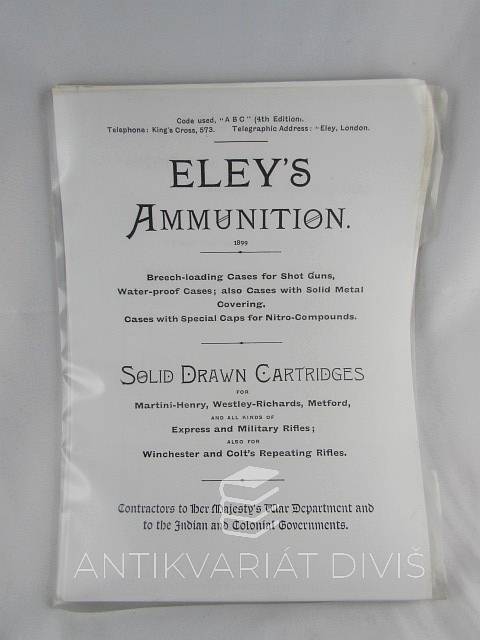 Code used, "ABC" (4th Edition).
Telephone: King's Cross, 573. Telegraphic Address: "Eley, London.
ELEY'S
AMMUNITION.
1899
Breech-loading Cases for Shot Guns,
Water-proof Cases; also Cases with Solid Metal
Covering,
Cases with Special Caps for Nitro-Compounds.
SOLID DRAWN CARTRIDGES
FOR
Martini-Henry, Westley-Richards, Metford,
AND ALL KINDS OF
Express and Military Rifles;
ALSO FOR
Winchester and Colt's Repeating Rifles.
Contractors to Her Majesty's War Department and
to the Indian and Colonial Governments.
ANTIKVARIÁT DIVIŠ